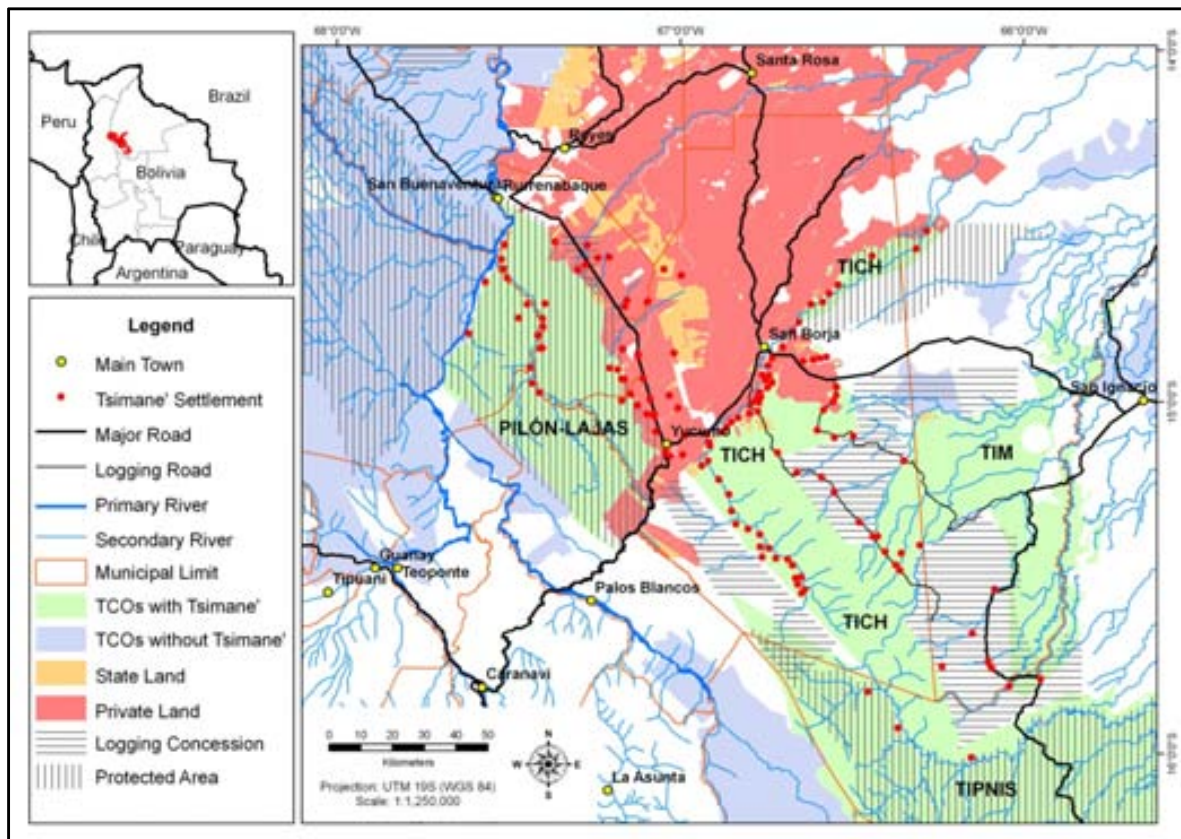 Peru
Brazil
Bolivia
Chile
Paraguay
Argentina
Legend
Main Town
Tsimane' Settlement
Major Road
Logging Road
Primary River
Secondary River
Municipal Limit
TCOs with Tsimane'
TCOs without Tsimane'
State Land
Private Land
Logging Concession
Protected Area
68°0'0"W
67°0'0"W
66°0'0"W
Santa Rosa
Reyes
San Buenaventura
Rurrenabaque
TICH
San Borja
San Ignacio
PILÓN-LAJAS
Yucumo
TICH
TIM
Guanay
Teoponte
Tipuani
Palos Blancos
TICH
Caranavi
0 10 20 30 40 50
Kilometers
Projection: UTM 19S (WGS 84)
Scale: 1:1,250,000
N
W
E
S
La Asunta
TIPNIS